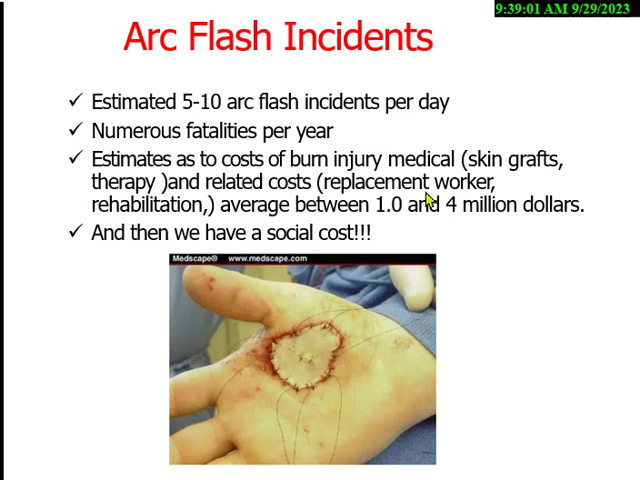 9:39:01 AM 9/29/2023
Arc Flash Incidents
✓ Estimated 5-10 arc flash incidents per day
✓ Numerous fatalities per year
✓ Estimates as to costs of burn injury medical (skin grafts,
therapy )and related costs (replacement worker,
rehabilitation,) average between 1.0 and 4 million dollars.
✓ And then we have a social cost!!!
Medscape® www.medscape.com